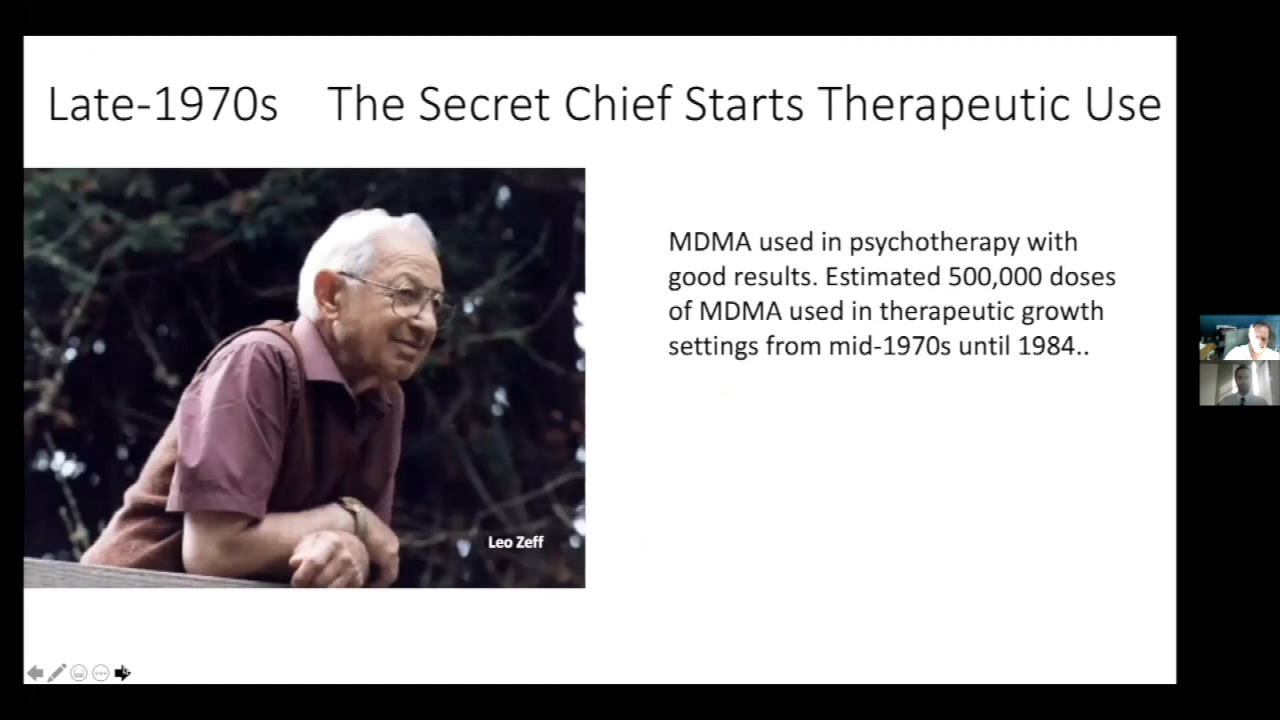 Late-1970s The Secret Chief Starts Therapeutic Use
MDMA used in psychotherapy with
good results. Estimated 500,000 doses
of MDMA used in therapeutic growth
settings from mid-1970s until 1984..
Leo Zeff